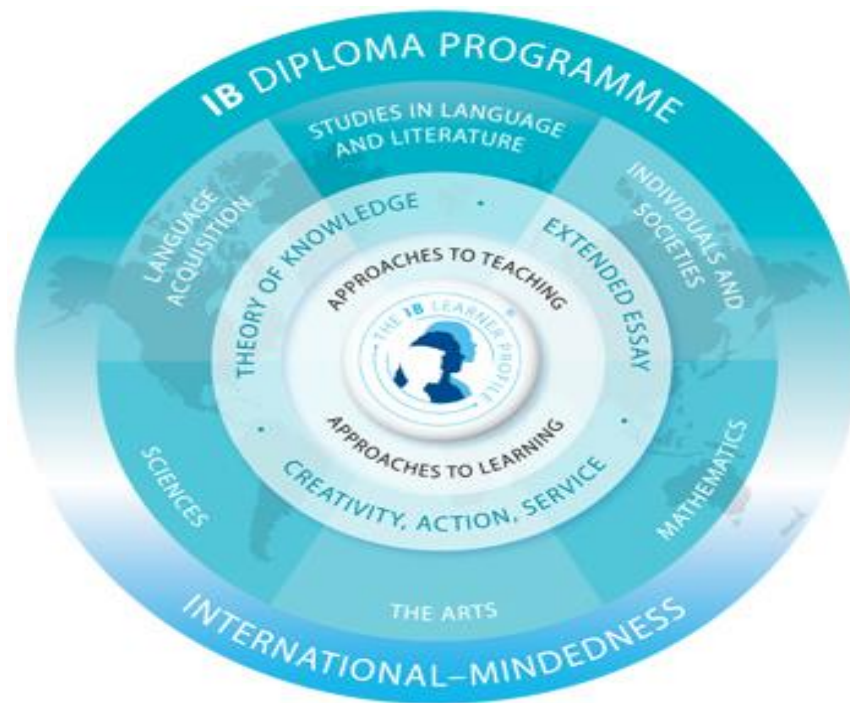 IB DIPLOMA PROGRAMME
STUDIES IN LANGUAGE
AND LITERATURE
LANGUAGE
ACQUISITION
INDIVIDUALS AND
SOCIETIES
THEORY OF KNOWLEDGE
EXTENDED ESSAY
APPROACHES TO TEACHING
THE IB LEARNER PROFILE®
APPROACHES TO LEARNING
CREATIVITY, ACTION, SERVICE
SCIENCES
MATHEMATICS
THE ARTS
INTERNATIONAL–MINDEDNESS